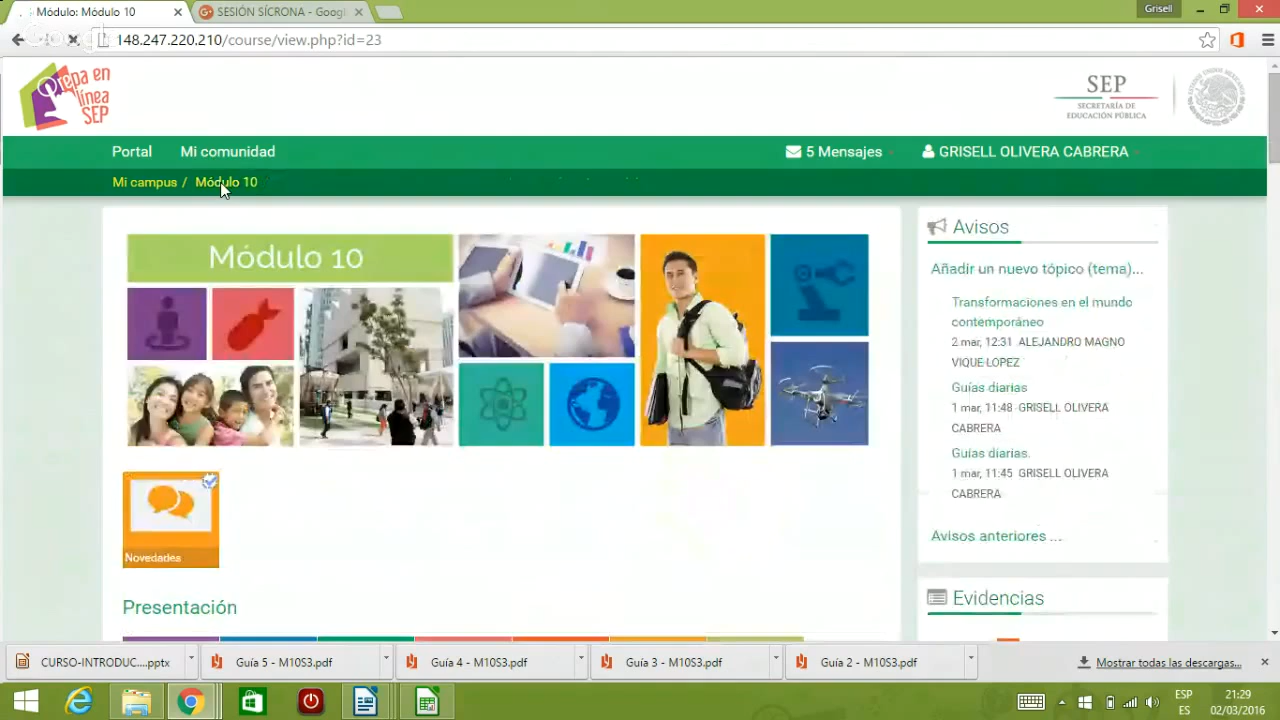 Módulo: Módulo 10
SESIÓN SÍCRONA - Googl
Grisell
148.247.220.210/course/view.php?id=23
Prepa en
línea
SEP
SEP
SECRETARÍA DE
EDUCACIÓN PÚBLICA
Portal
Mi comunidad
5 Mensajes
GRISELL OLIVERA CABRERA
Mi campus / Módulo 10
Módulo 10
Novedades
Presentación
Avisos
Añadir un nuevo tópico (tema)...
Transformaciones en el mundo
contemporáneo
2 mar, 12:31 ALEJANDRO MAGNO
VIQUE LOPEZ
Guías diarias
1 mar, 11:48 GRISELL OLIVERA
CABRERA
Guías diarias.
1 mar, 11:45 GRISELL OLIVERA
CABRERA
Avisos anteriores ...
Evidencias
CURSO-INTRODUC....pptx
Guía 5 - M10S3.pdf
Guía 4 - M10S3.pdf
Guía 3 - M10S3.pdf
Guía 2 - M10S3.pdf
Mostrar todas las descargas...
ESP
ES
21:29
02/03/2016